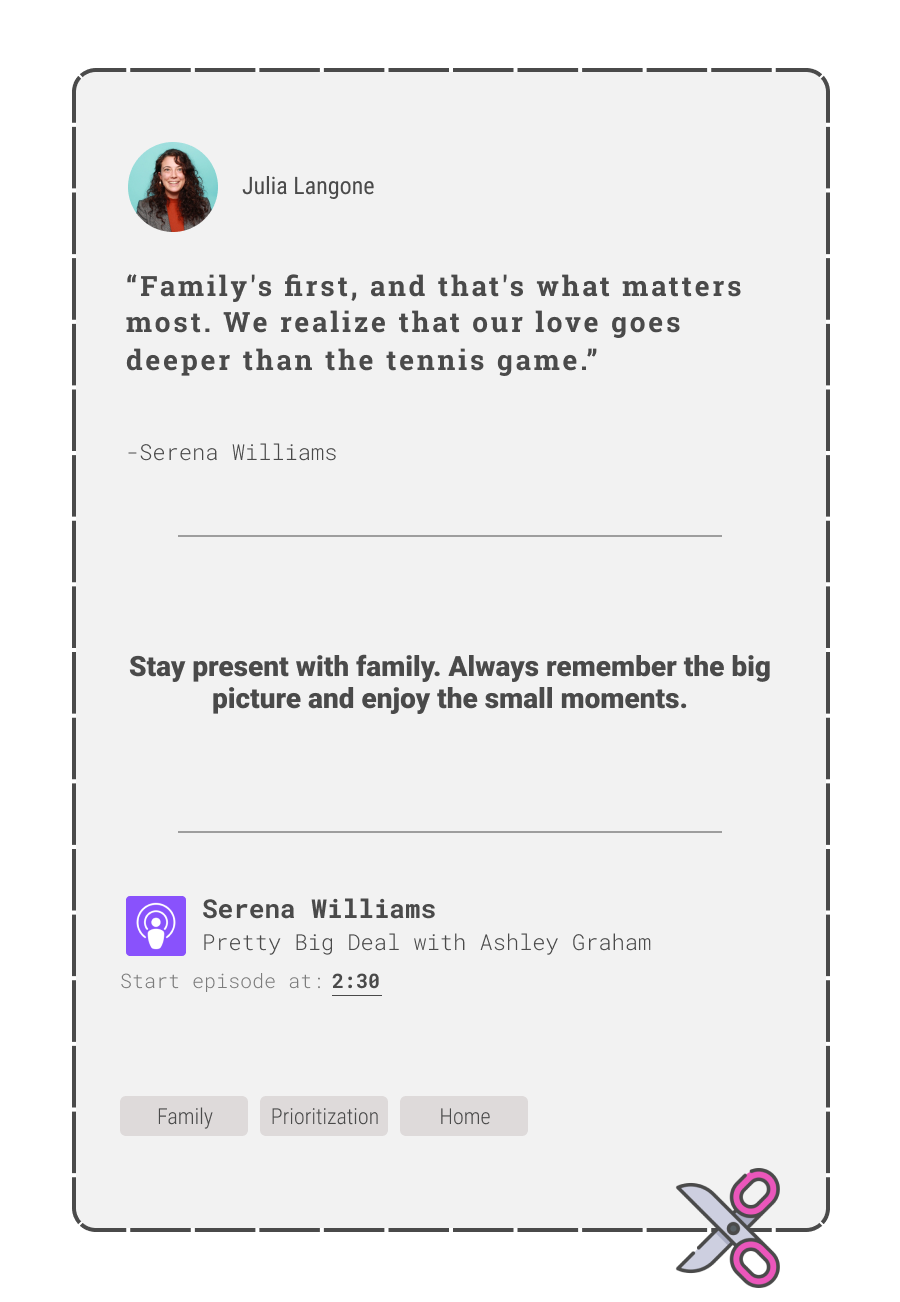 Julia Langone
“Family's first, and that's what matters
most. We realize that our love goes
deeper than the tennis game.”
-Serena Williams
Stay present with family. Always remember the big
picture and enjoy the small moments.
Serena Williams
Pretty Big Deal with Ashley Graham
Start episode at: 2:30
Family Prioritization Home